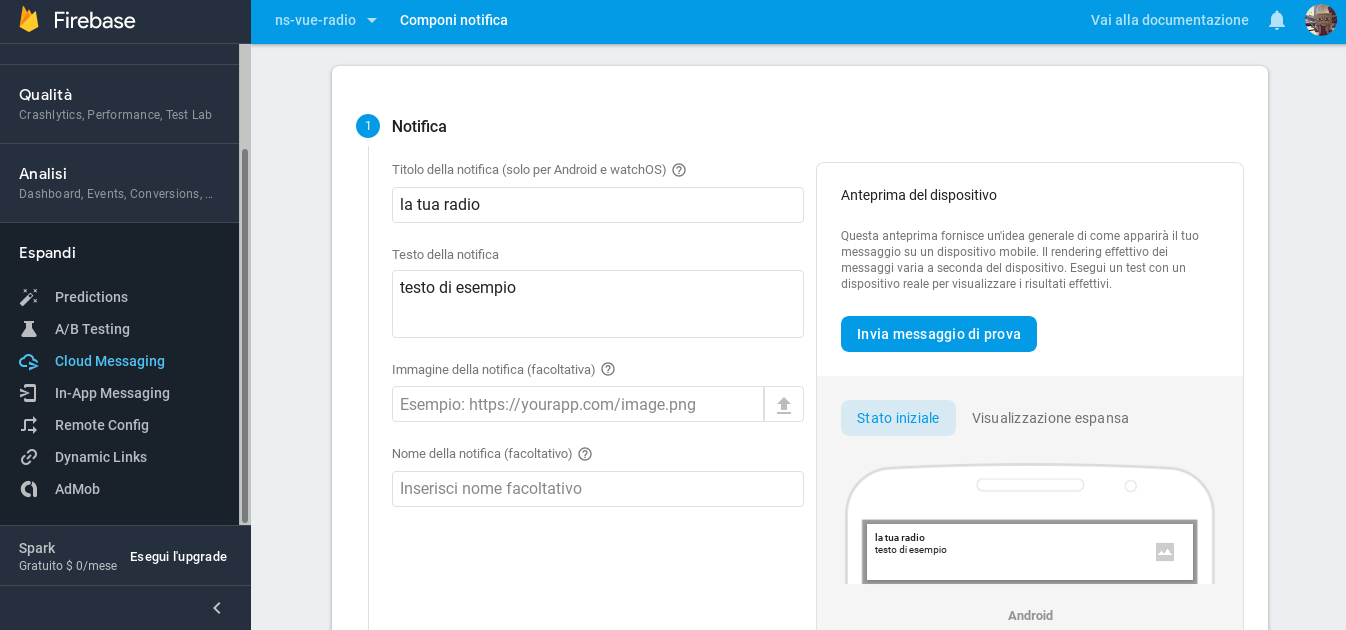 Firebase
ns-vue-radio
Componi notifica
Vai alla documentazione
Qualità
Crashlytics, Performance, Test Lab
Analisi
Dashboard, Events, Conversions, ...
Espandi
Predictions
A/B Testing
Cloud Messaging
In-App Messaging
Remote Config
Dynamic Links
AdMob
Spark
Gratuito $ 0/mese
Esegui l'upgrade
1 Notifica
Titolo della notifica (solo per Android e watchOS)
la tua radio
Testo della notifica
testo di esempio
Immagine della notifica (facoltativa)
Esempio: https://yourapp.com/image.png
Nome della notifica (facoltativo)
Inserisci nome facoltativo
Anteprima del dispositivo
Questa anteprima fornisce un'idea generale di come apparirà il tuo
messaggio su un dispositivo mobile. Il rendering effettivo dei
messaggi varia a seconda del dispositivo. Esegui un test con un
dispositivo reale per visualizzare i risultati effettivi.
Invia messaggio di prova
Stato iniziale
Visualizzazione espansa
la tua radio
testo di esempio
Android